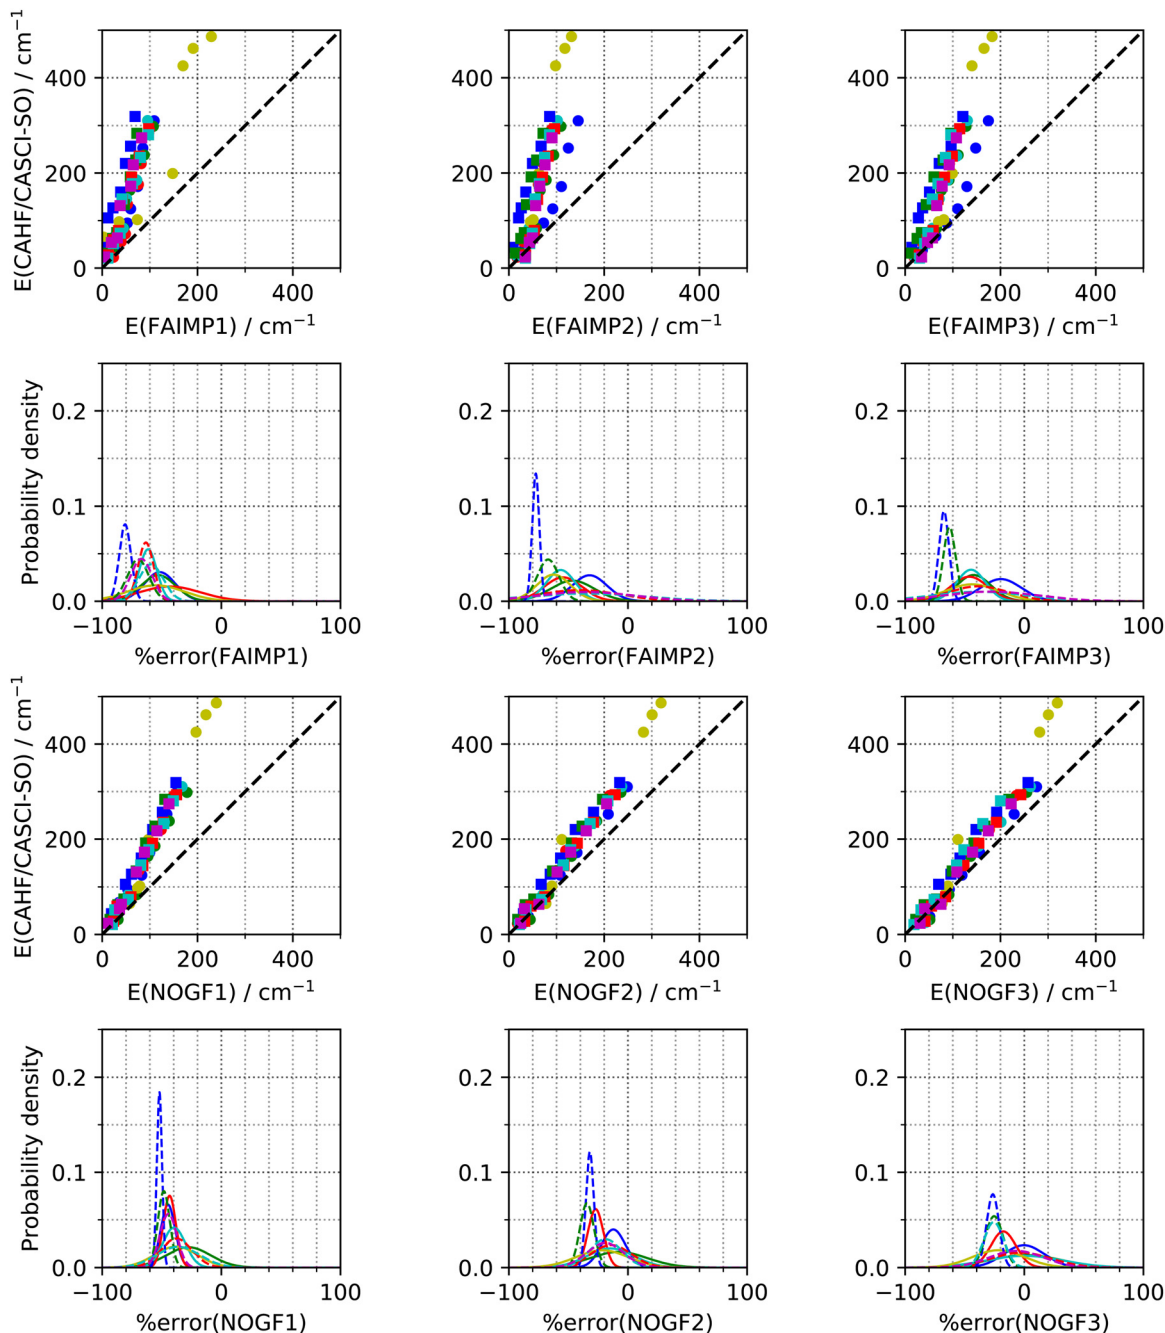 E(CAHF/CASCI-SO) / cm⁻¹
400
200
0
0 200 400
E(FAIMP1) / cm⁻¹
400
200
0
0 200 400
E(FAIMP2) / cm⁻¹
400
200
0
0 200 400
E(FAIMP3) / cm⁻¹
Probability density
0.2
0.1
0.0
−100 0 100
%error(FAIMP1)
0.2
0.1
0.0
−100 0 100
%error(FAIMP2)
0.2
0.1
0.0
−100 0 100
%error(FAIMP3)
E(CAHF/CASCI-SO) / cm⁻¹
400
200
0
0 200 400
E(NOGF1) / cm⁻¹
400
200
0
0 200 400
E(NOGF2) / cm⁻¹
400
200
0
0 200 400
E(NOGF3) / cm⁻¹
Probability density
0.2
0.1
0.0
−100 0 100
%error(NOGF1)
0.2
0.1
0.0
−100 0 100
%error(NOGF2)
0.2
0.1
0.0
−100 0 100
%error(NOGF3)